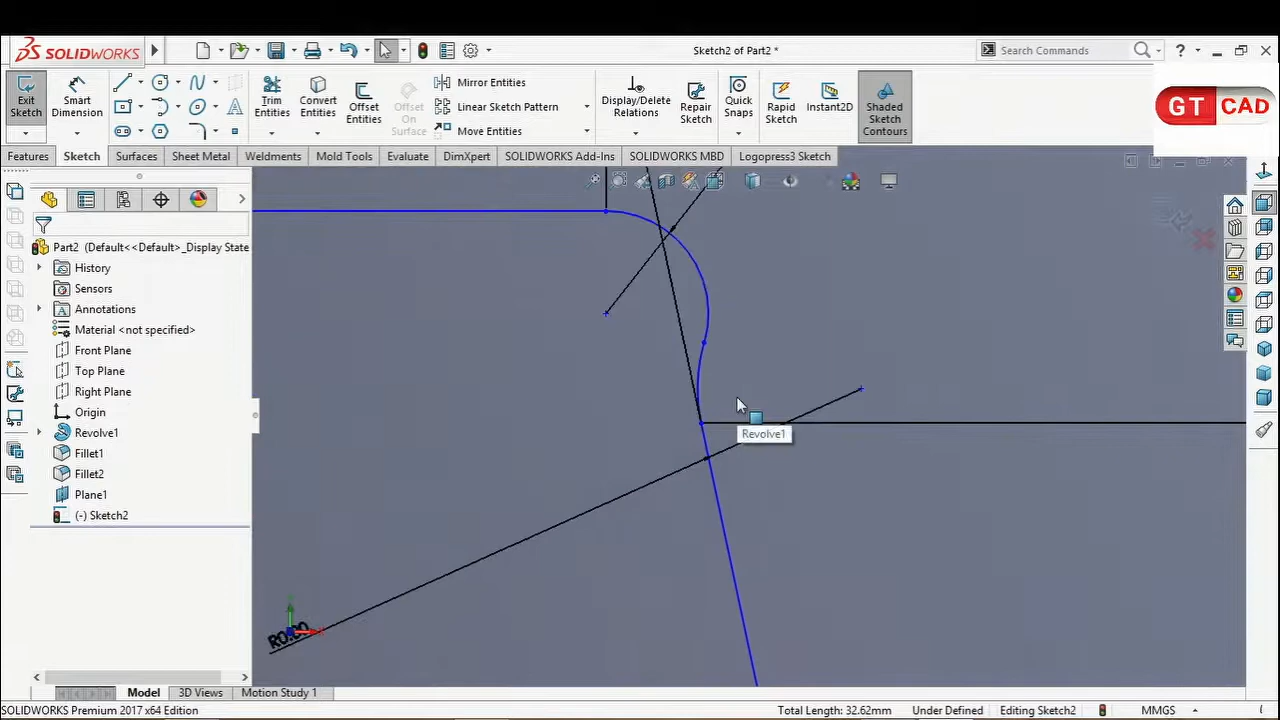 SOLIDWORKS
Sketch2 of Part2 *
Search Commands
Exit Sketch
Smart Dimension
Trim Entities
Convert Entities
Offset Entities
Offset On Surface
Mirror Entities
Linear Sketch Pattern
Move Entities
Display/Delete Relations
Repair Sketch
Quick Snaps
Rapid Sketch
Instant2D
Shaded Sketch Contours
GT CAD
Features
Sketch
Surfaces
Sheet Metal
Weldments
Mold Tools
Evaluate
DimXpert
SOLIDWORKS Add-Ins
SOLIDWORKS MBD
Logopress3 Sketch
Part2 (Default<<Default>_Display State
History
Sensors
Annotations
Material <not specified>
Front Plane
Top Plane
Right Plane
Origin
Revolve1
Fillet1
Fillet2
Plane1
(-) Sketch2
Revolve1
Model
3D Views
Motion Study 1
SOLIDWORKS Premium 2017 x64 Edition
Total Length: 32.62mm
Under Defined
Editing Sketch2
MMGS